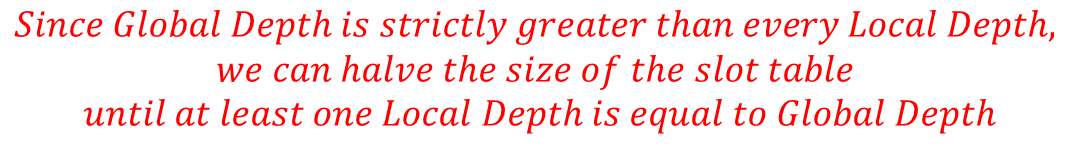 Since Global Depth is strictly greater than every Local Depth,
we can halve the size of the slot table
until at least one Local Depth is equal to Global Depth